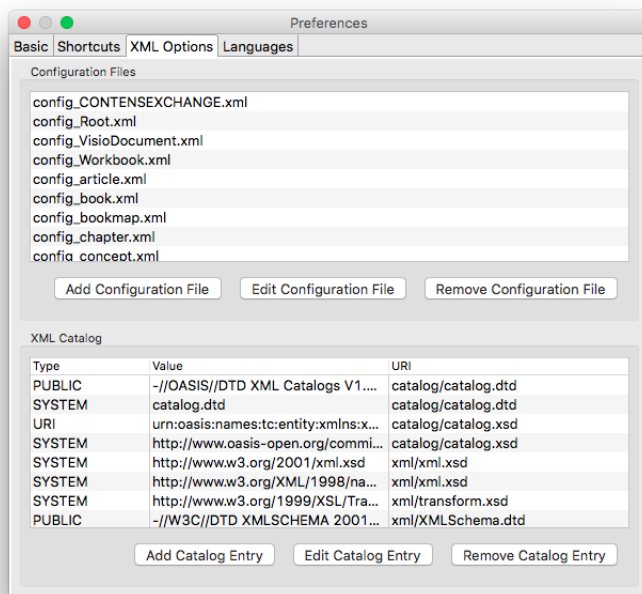 Preferences
Basic Shortcuts XML Options Languages
Configuration Files
config_CONTENSEXCHANGE.xml
config_Root.xml
config_VisioDocument.xml
config_Workbook.xml
config_article.xml
config_book.xml
config_bookmap.xml
config_chapter.xml
config_concept.xml
Add Configuration File Edit Configuration File Remove Configuration File
XML Catalog
Type Value URI
PUBLIC -//OASIS//DTD XML Catalogs V1.... catalog/catalog.dtd
SYSTEM catalog.dtd catalog/catalog.dtd
URI urn:oasis:names:tc:entity:xmlns:x... catalog/catalog.xsd
SYSTEM http://www.oasis-open.org/commi... catalog/catalog.xsd
SYSTEM http://www.w3.org/2001/xml.xsd xml/xml.xsd
SYSTEM http://www.w3.org/XML/1998/na... xml/xml.xsd
SYSTEM http://www.w3.org/1999/XSL/Tra... xml/transform.xsd
PUBLIC -//W3C//DTD XMLSCHEMA 2001... xml/XMLSchema.dtd
Add Catalog Entry Edit Catalog Entry Remove Catalog Entry